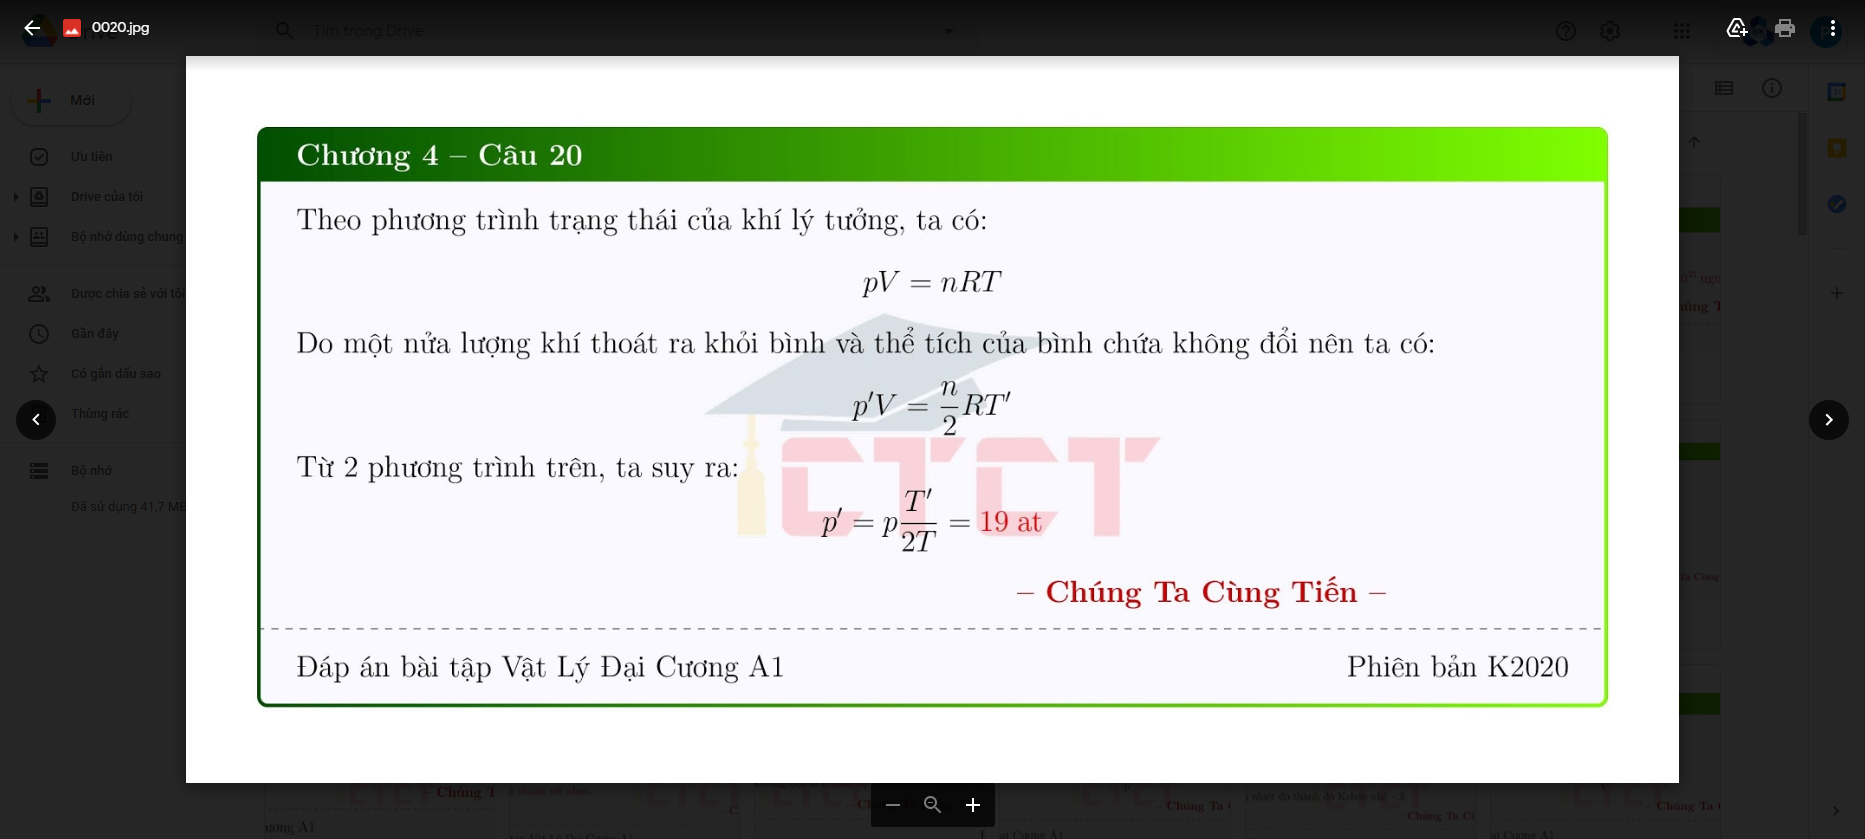 0020.jpg
Tìm trong Drive
Mới
Ưu tiên
Drive của tôi
Bộ nhớ dùng chung
Được chia sẻ với tôi
Gần đây
Có gắn dấu sao
Thùng rác
Bộ nhớ
Đã sử dụng 41,7 MB
Chương 4 – Câu 20
Theo phương trình trạng thái của khí lý tưởng, ta có:
pV = nRT
Do một nửa lượng khí thoát ra khỏi bình và thể tích của bình chứa không đổi nên ta có:
p′V = n/2 RT′
Từ 2 phương trình trên, ta suy ra:
p′ = p T′/2T = 19 at
CTCT
– Chúng Ta Cùng Tiến –
Đáp án bài tập Vật Lý Đại Cương A1
Phiên bản K2020